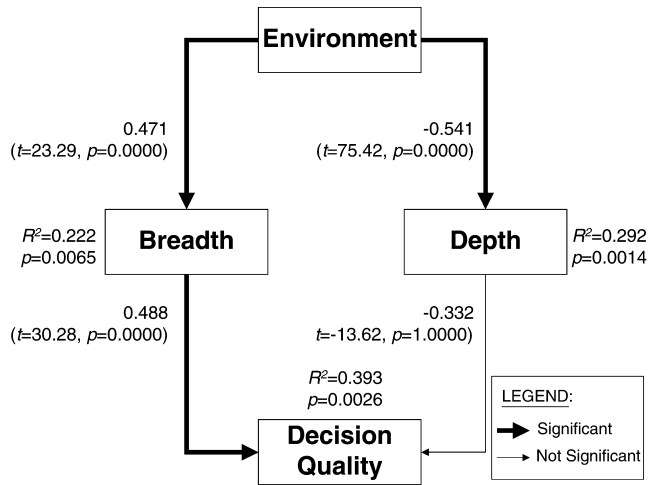 Environment
0.471
(t=23.29, p=0.0000)
-0.541
(t=75.42, p=0.0000)
R²=0.222
p=0.0065
Breadth
Depth
R²=0.292
p=0.0014
0.488
(t=30.28, p=0.0000)
-0.332
t=-13.62, p=1.0000)
R²=0.393
p=0.0026
Decision
Quality
LEGEND:
Significant
Not Significant